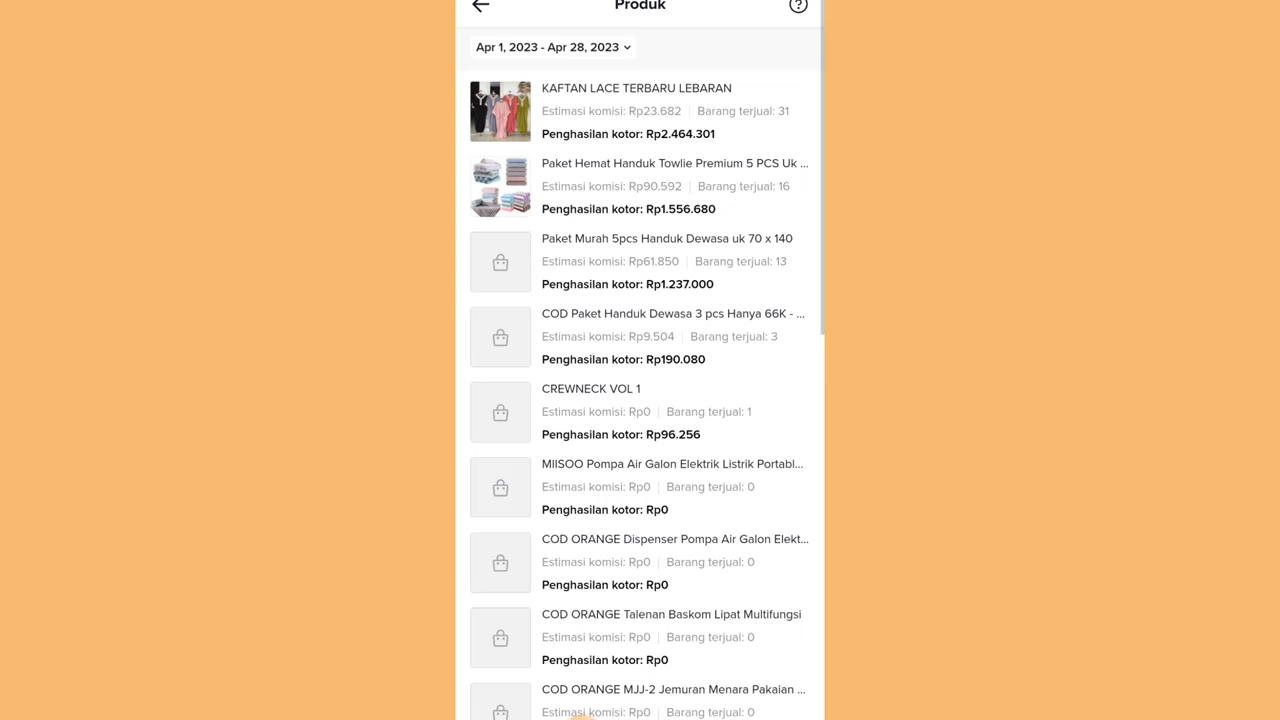 Produk
Apr 1, 2023 - Apr 28, 2023
KAFTAN LACE TERBARU LEBARAN
Estimasi komisi: Rp23.682 | Barang terjual: 31
Penghasilan kotor: Rp2.464.301
Paket Hemat Handuk Towlie Premium 5 PCS Uk ...
Estimasi komisi: Rp90.592 | Barang terjual: 16
Penghasilan kotor: Rp1.556.680
Paket Murah 5pcs Handuk Dewasa uk 70 x 140
Estimasi komisi: Rp61.850 | Barang terjual: 13
Penghasilan kotor: Rp1.237.000
COD Paket Handuk Dewasa 3 pcs Hanya 66K - ...
Estimasi komisi: Rp9.504 | Barang terjual: 3
Penghasilan kotor: Rp190.080
CREWNECK VOL 1
Estimasi komisi: Rp0 | Barang terjual: 1
Penghasilan kotor: Rp96.256
MIISOO Pompa Air Galon Elektrik Listrik Portabl...
Estimasi komisi: Rp0 | Barang terjual: 0
Penghasilan kotor: Rp0
COD ORANGE Dispenser Pompa Air Galon Elekt...
Estimasi komisi: Rp0 | Barang terjual: 0
Penghasilan kotor: Rp0
COD ORANGE Talenan Baskom Lipat Multifungsi
Estimasi komisi: Rp0 | Barang terjual: 0
Penghasilan kotor: Rp0
COD ORANGE MJJ-2 Jemuran Menara Pakaian ...
Estimasi komisi: Rp0 | Barang terjual: 0